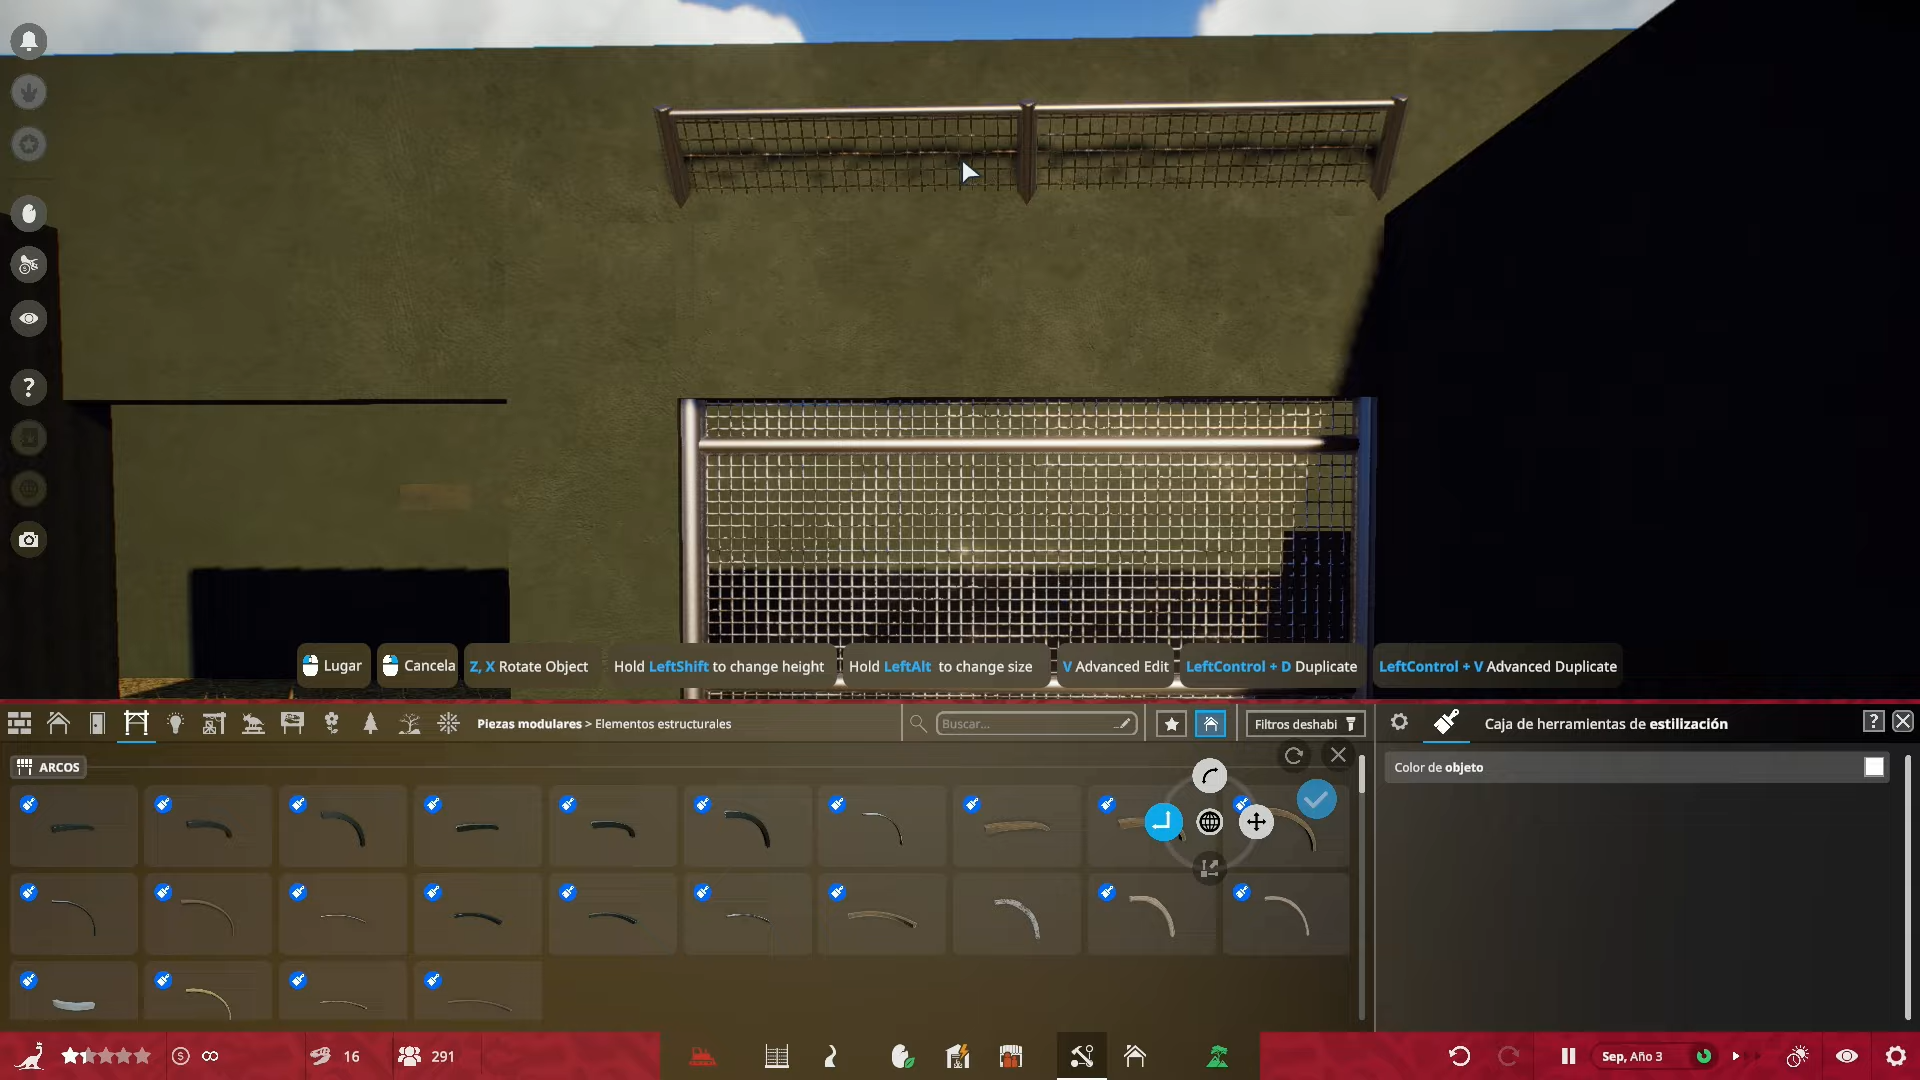 ?
Lugar
Cancela
Z, X Rotate Object
Hold LeftShift to change height
Hold LeftAlt to change size
V Advanced Edit
LeftControl + D Duplicate
LeftControl + V Advanced Duplicate
Piezas modulares > Elementos estructurales
Buscar...
Filtros deshabi
Caja de herramientas de estilización
?
ARCOS
Color de objeto
16
291
Sep, Año 3